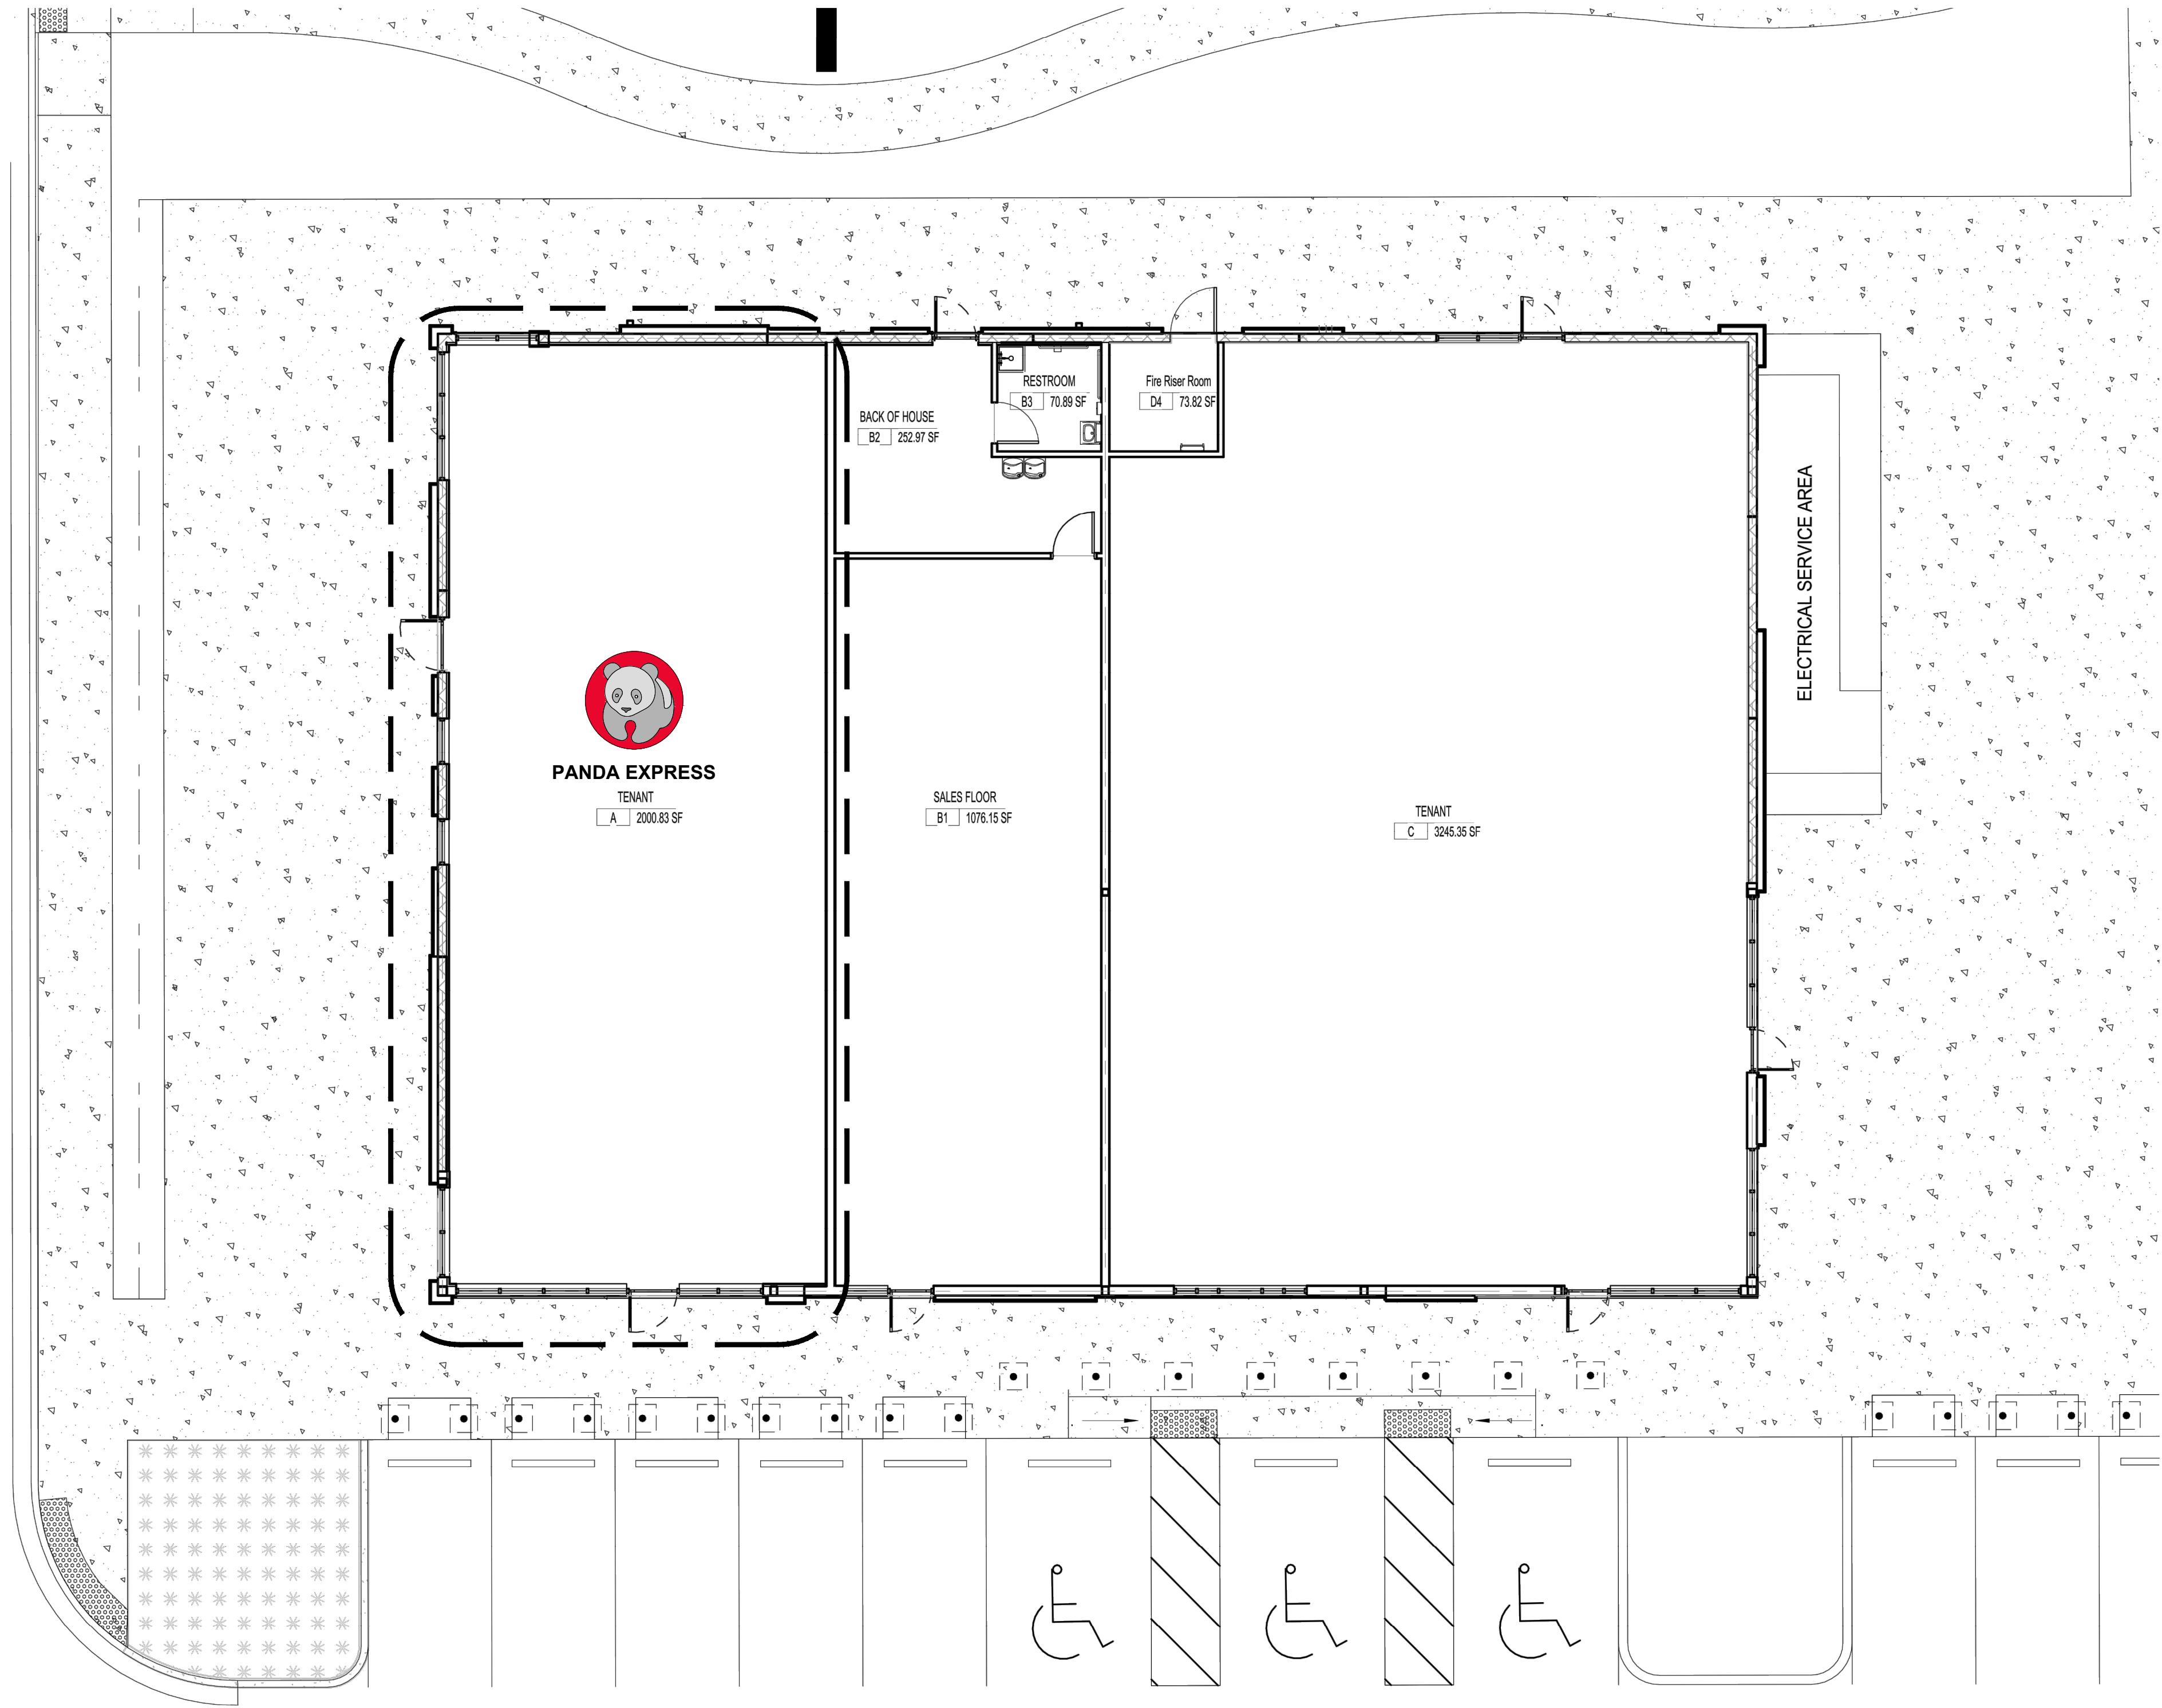 RESTROOM
B3 70.89 SF
Fire Riser Room
D4 73.82 SF
BACK OF HOUSE
B2 252.97 SF
ELECTRICAL SERVICE AREA
PANDA EXPRESS
TENANT
A 2000.83 SF
SALES FLOOR
B1 1076.15 SF
TENANT
C 3245.35 SF